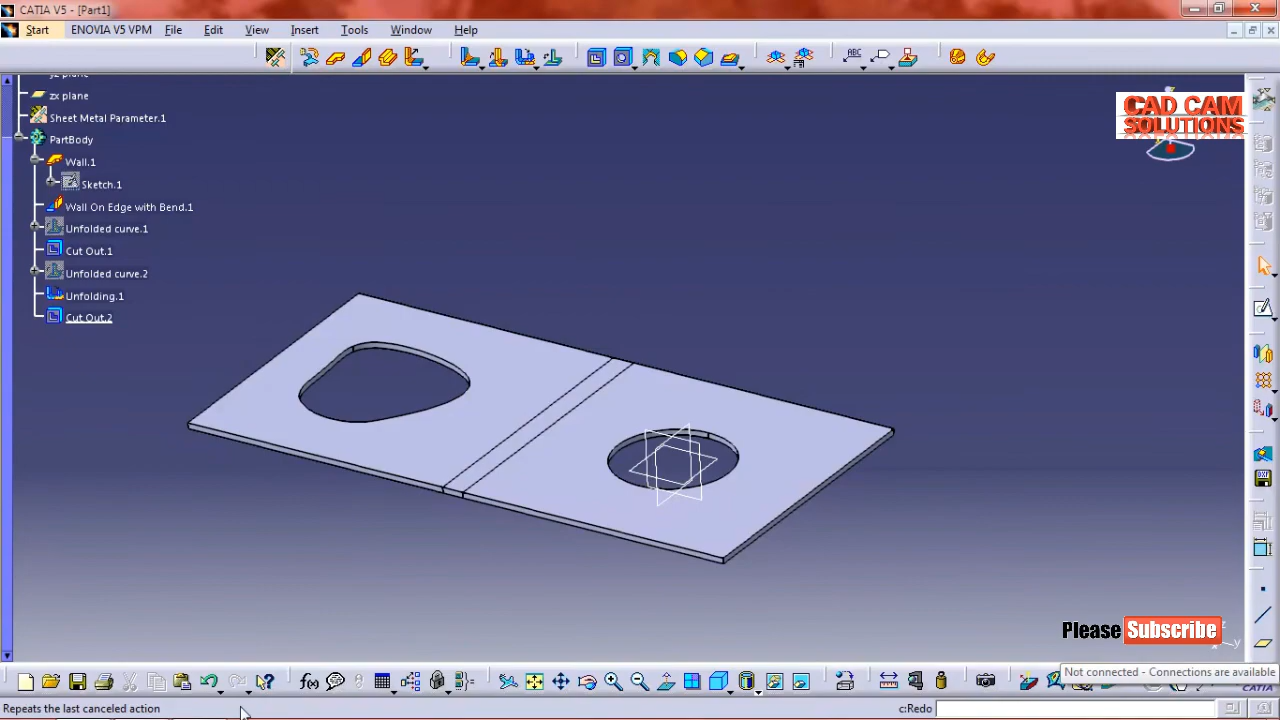 CATIA V5 - [Part1]
Start ENOVIA V5 VPM File Edit View Insert Tools Window Help
ABC
CAD CAM
SOLUTIONS
zx plane
Sheet Metal Parameter.1
PartBody
Wall.1
Sketch.1
Wall On Edge with Bend.1
Unfolded curve.1
Cut Out.1
Unfolded curve.2
Unfolding.1
Cut Out.2
DXF
Please Subscribe
z
y
Not connected - Connections are available
f(x)
CATIA
Repeats the last canceled action
c:Redo